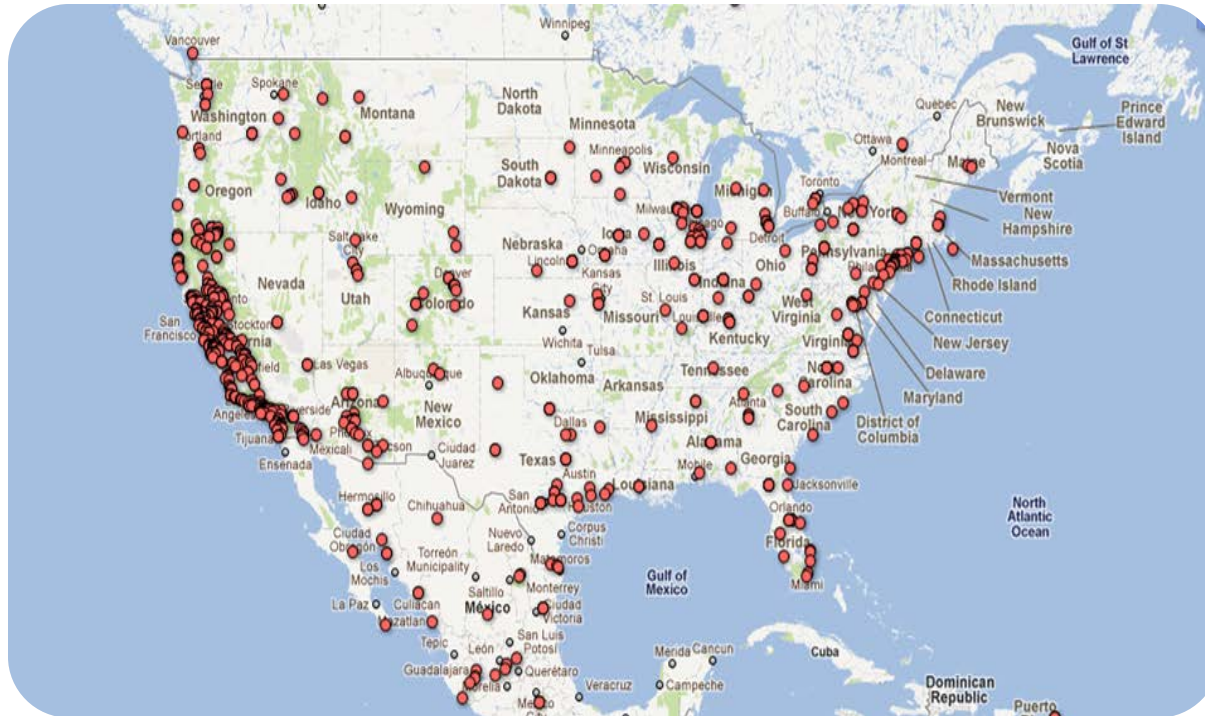 Winnipeg
Vancouver
Gulf of St
Lawrence
Spokane
North
Dakota
Montana
Washington
Minnesota
Quebec
New
Brunswick
Prince
Edward
Island
Ottawa
Nova
Scotia
Montreal
Minneapolis
Wisconsin
South
Dakota
Oregon
Idaho
Toronto
Vermont
New
Hampshire
Wyoming
Buffalo
Salt Lake
City
Detroit
Nebraska
Omaha
Lincoln
Pennsylvania
Massachusetts
Nevada
Illinois
Ohio
Rhode Island
Utah
Denver
Kansas
City
Colorado
Indiana
West
Virginia
Connecticut
San
Francisco
Stockton
Kansas
Missouri
St. Louis
Kentucky
New Jersey
Wichita
Tulsa
Las Vegas
Oklahoma
Tennessee
Delaware
Maryland
Albuquerque
Arkansas
Carolina
Arizona
New
Mexico
Atlanta
South
Carolina
District of
Columbia
Dallas
Mississippi
Tijuana
Mexicali
Alabama
Ensenada
Ciudad
Juarez
Texas
Mobile
Georgia
Austin
Louisiana
Jacksonville
Hermosillo
Chihuahua
San
Antonio
Houston
Orlando
North
Atlantic
Ocean
Ciudad
Obregón
Nuevo
Laredo
Corpus
Christi
Florida
Los
Mochis
Torreón
Municipality
Matamoros
Miami
Gulf of
Mexico
Saltillo
Monterrey
La Paz
Culiacan
México
Ciudad
Victoria
Mazatlan
Tepic
León
San Luis
Potosí
Merida
Cancun
Cuba
Guadalajara
Querétaro
Morelia
Veracruz
Campeche
Dominican
Republic
Puerto